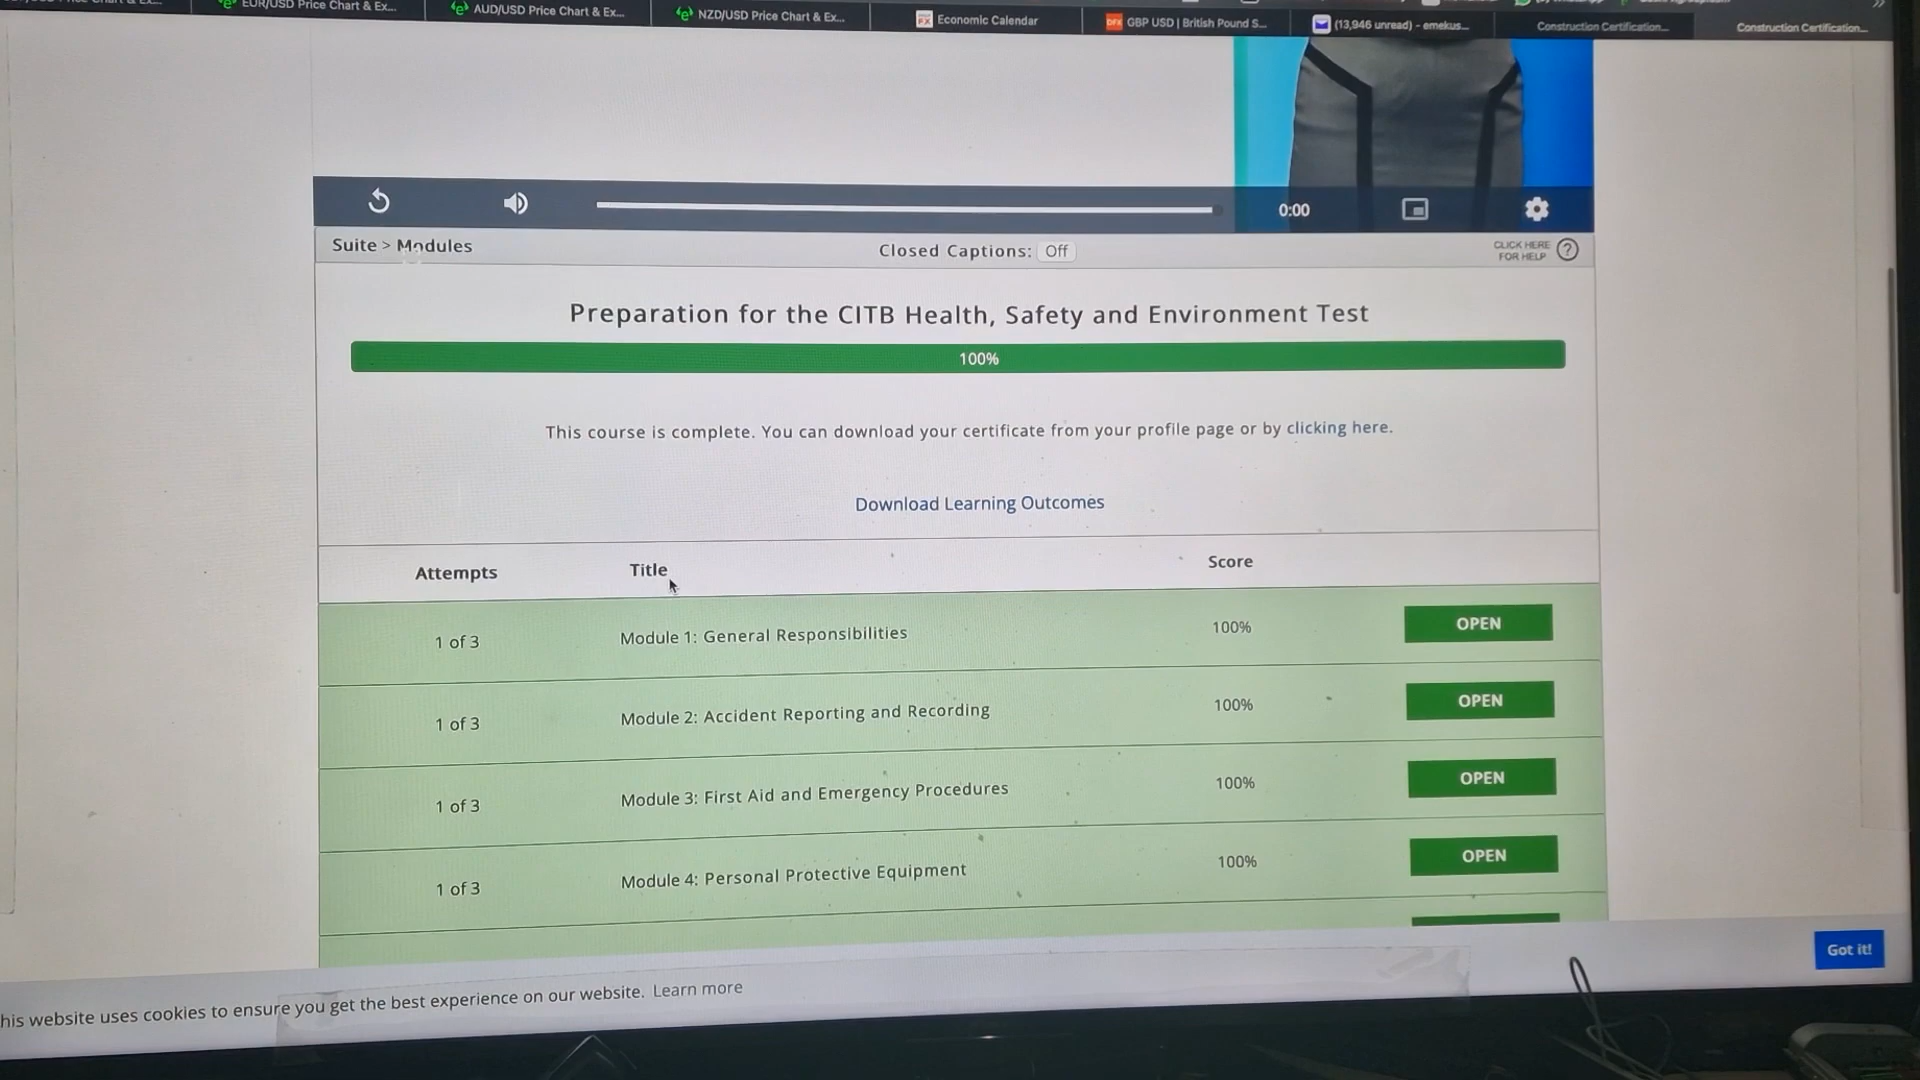 EUR/USD Price Chart & Ex...
AUD/USD Price Chart & Ex...
NZD/USD Price Chart & Ex...
Economic Calendar
GBP USD | British Pound S...
(13,946 unread) - emekus...
Construction Certification...
Construction Certification...
0:00
Suite > Modules
Closed Captions: Off
CLICK HERE
FOR HELP ?
Preparation for the CITB Health, Safety and Environment Test
100%
This course is complete. You can download your certificate from your profile page or by clicking here.
Download Learning Outcomes
Attempts Title Score
1 of 3 Module 1: General Responsibilities 100% OPEN
1 of 3 Module 2: Accident Reporting and Recording 100% OPEN
1 of 3 Module 3: First Aid and Emergency Procedures 100% OPEN
1 of 3 Module 4: Personal Protective Equipment 100% OPEN
his website uses cookies to ensure you get the best experience on our website. Learn more
Got it!